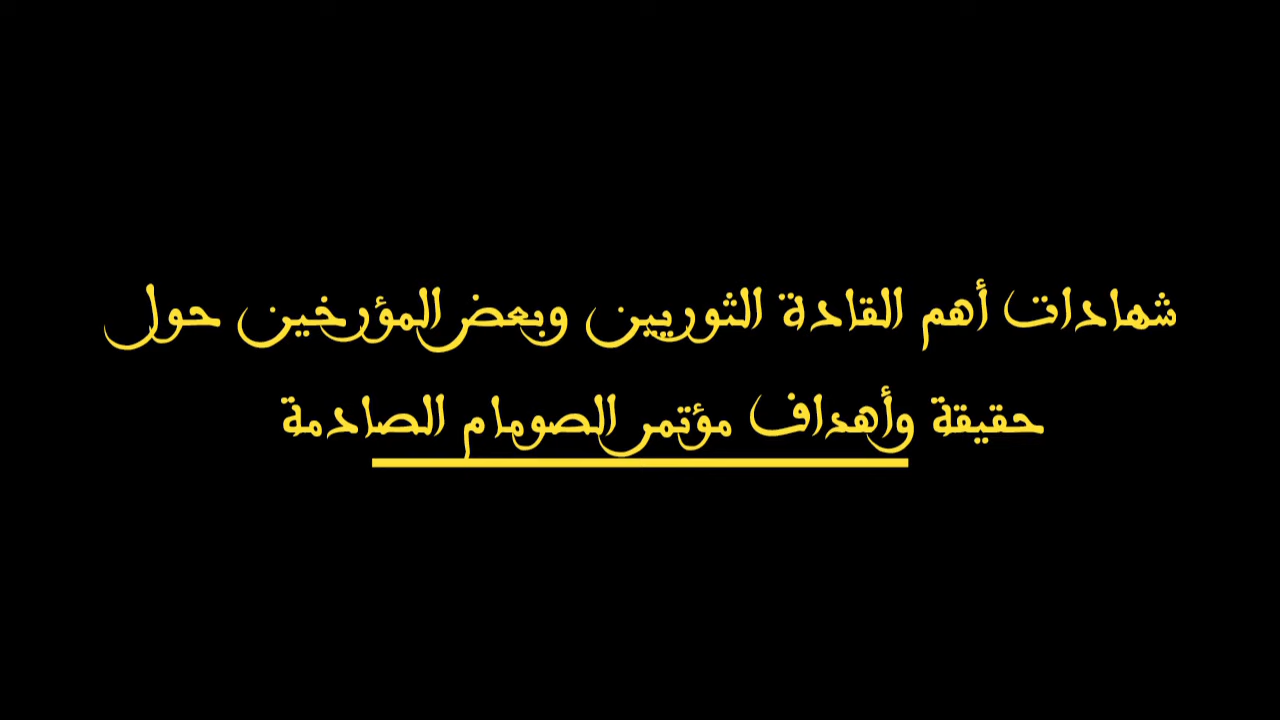 شهادات أهم القادة الثوريين وبعض المؤرخين حول
حقيقة وأهداف مؤتمر الصومام الصادمة